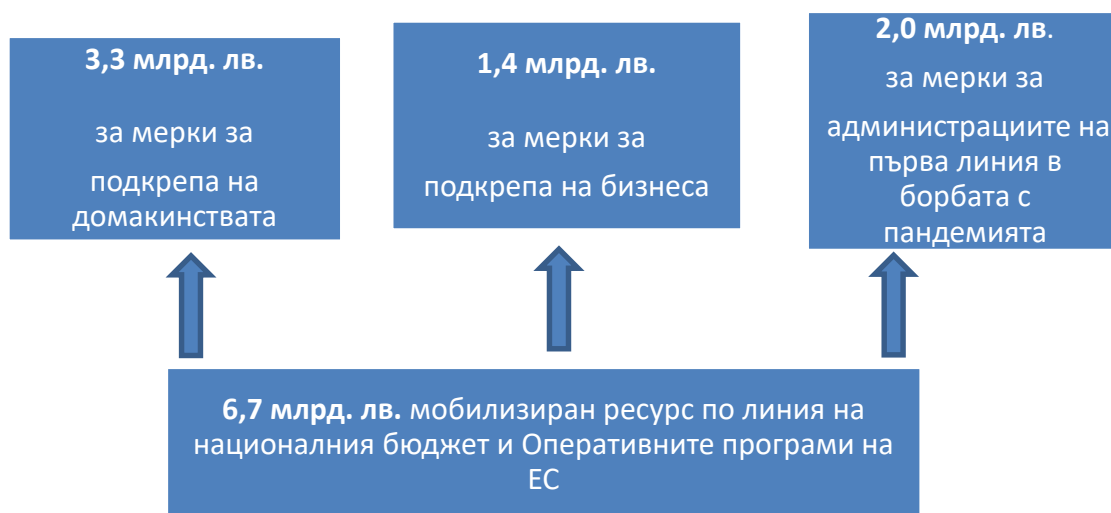 3,3 млрд. лв.
за мерки за
подкрепа на
домакинствата
1,4 млрд. лв.
за мерки за
подкрепа на бизнеса
2,0 млрд. лв.
за мерки за
администрациите на
първа линия в
борбата с
пандемията
6,7 млрд. лв. мобилизиран ресурс по линия на
националния бюджет и Оперативните програми на
ЕС